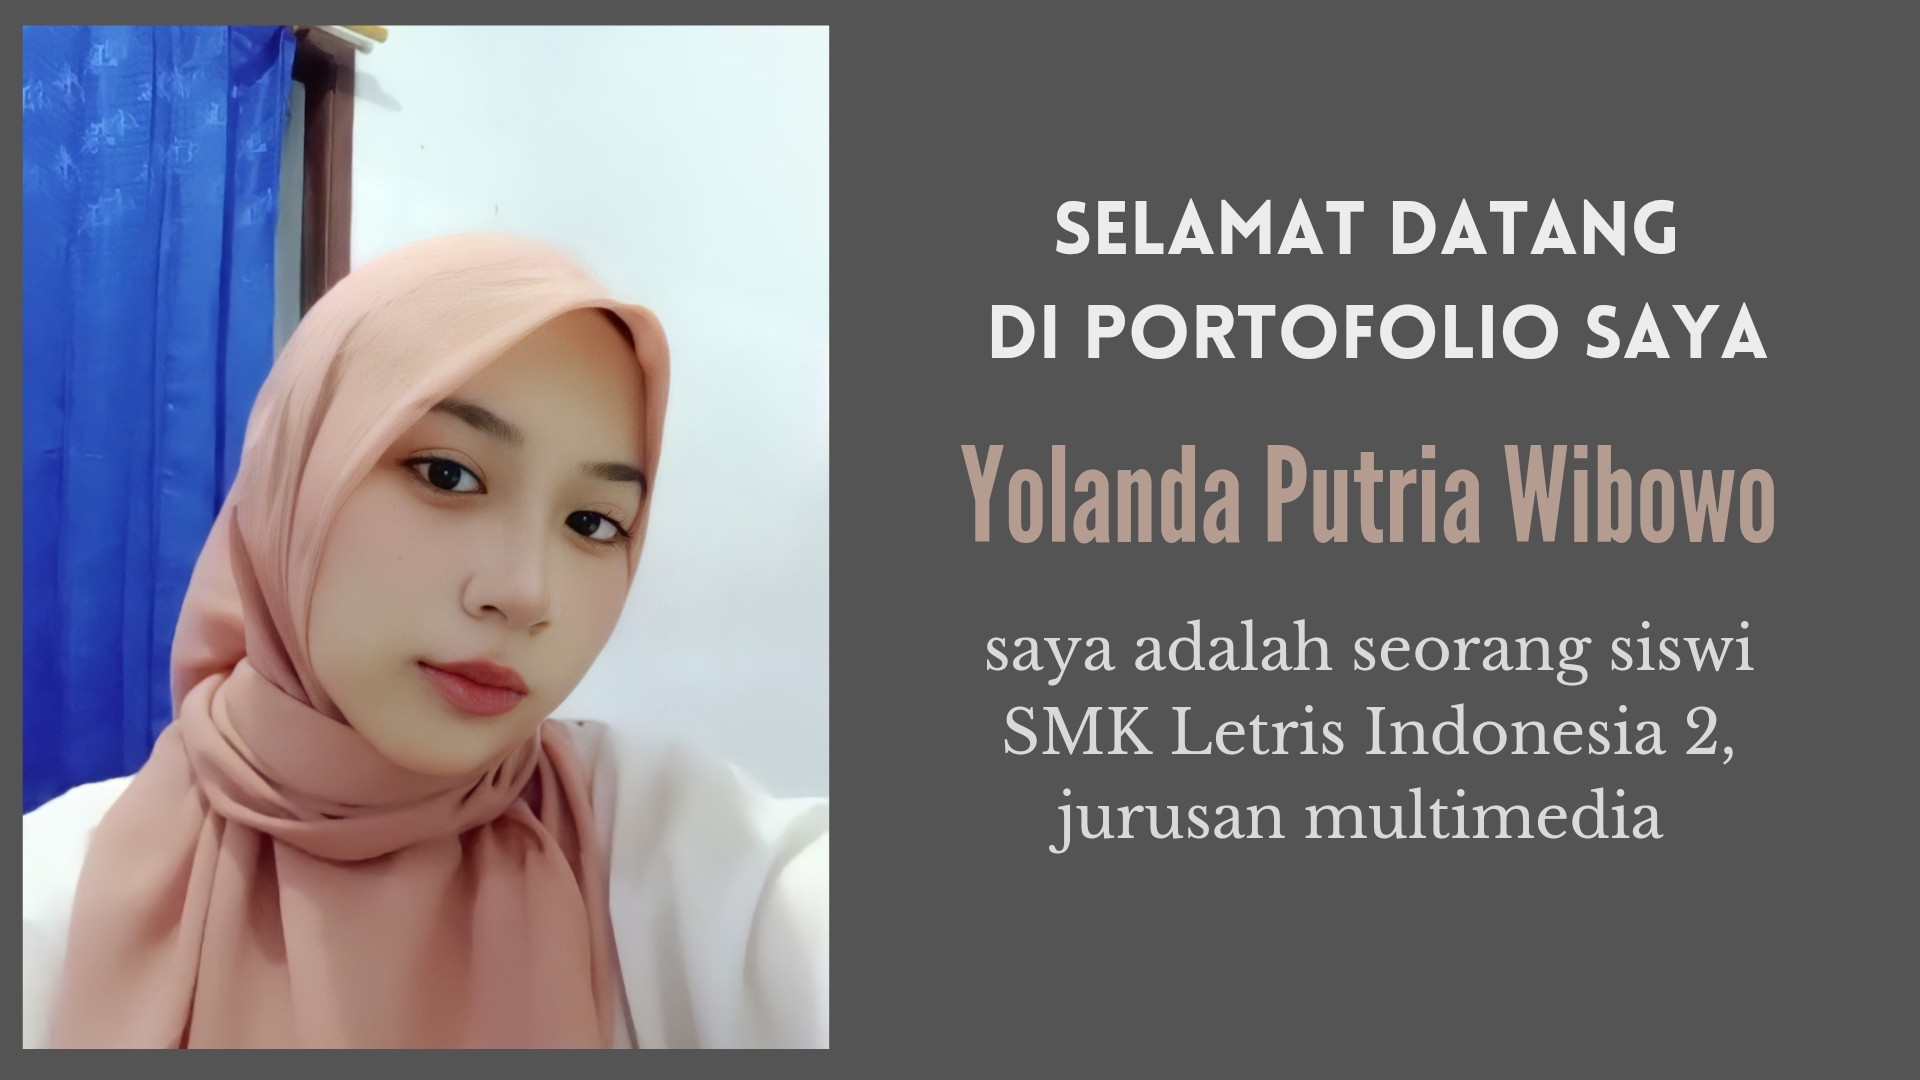 SELAMAT DATANG
DI PORTOFOLIO SAYA
Yolanda Putria Wibowo
saya adalah seorang siswi
SMK Letris Indonesia 2,
jurusan multimedia